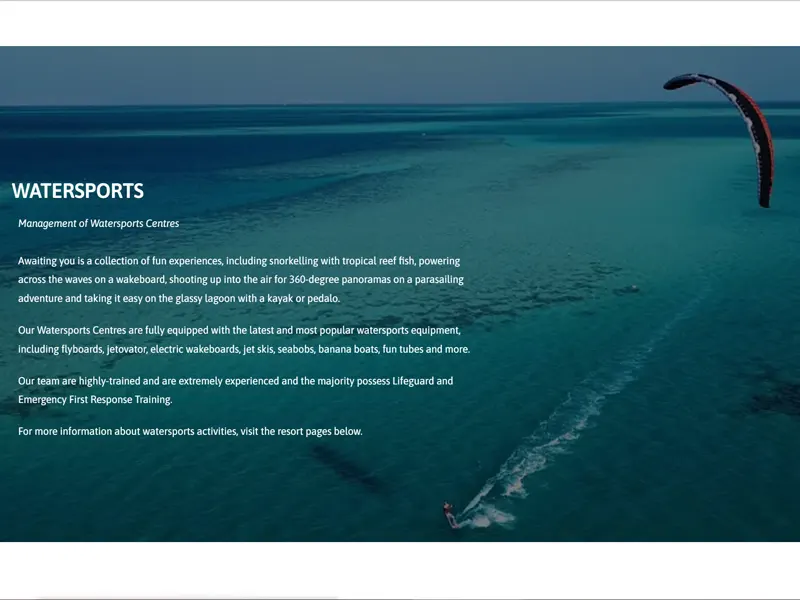 WATERSPORTS
Management of Watersports Centres
Awaiting you is a collection of fun experiences, including snorkelling with tropical reef fish, powering
across the waves on a wakeboard, shooting up into the air for 360-degree panoramas on a parasailing
adventure and taking it easy on the glassy lagoon with a kayak or pedalo.
Our Watersports Centres are fully equipped with the latest and most popular watersports equipment,
including flyboards, jetovator, electric wakeboards, jet skis, seabobs, banana boats, fun tubes and more.
Our team are highly-trained and are extremely experienced and the majority possess Lifeguard and
Emergency First Response Training.
For more information about watersports activities, visit the resort pages below.